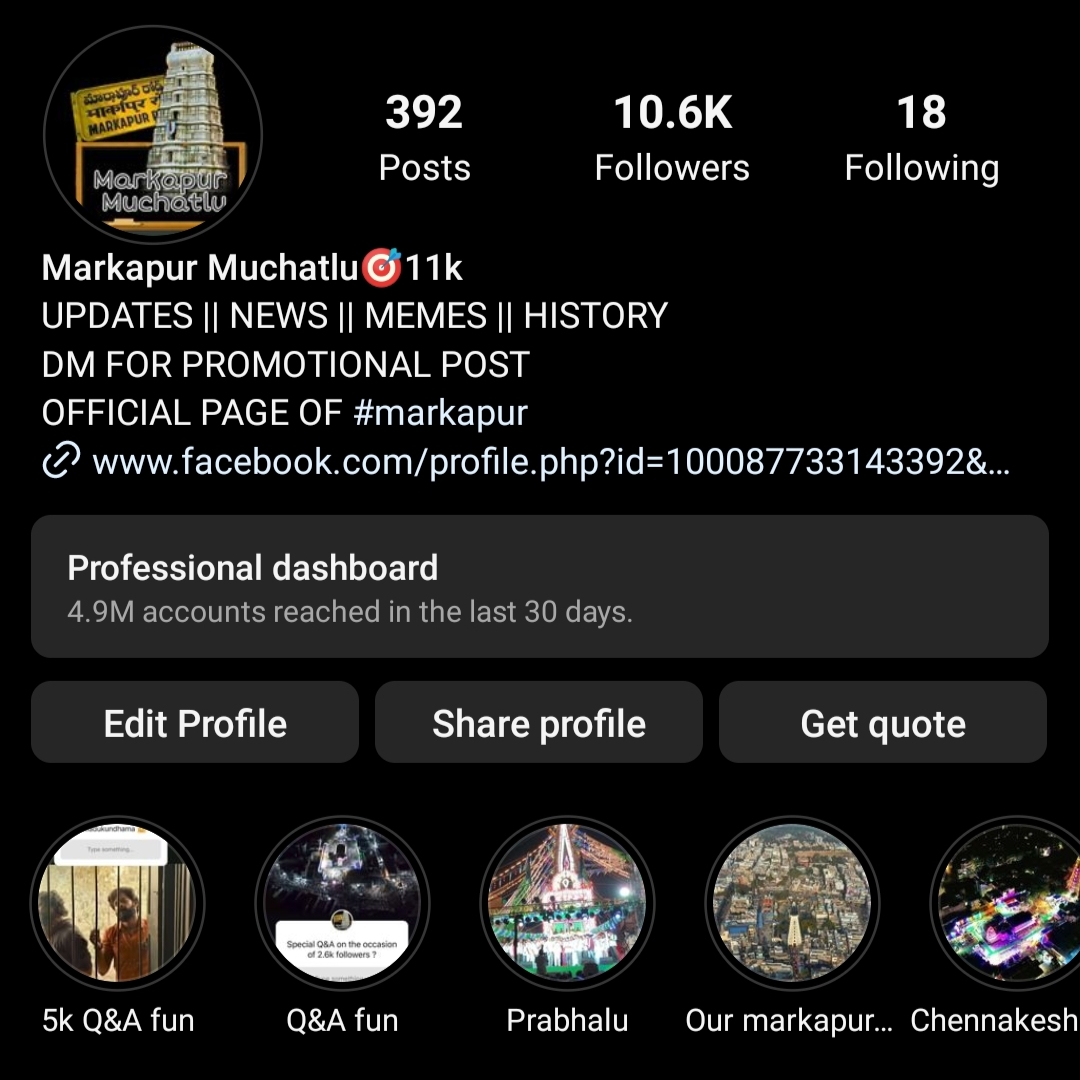 మార్కాపూర్ రోడ్
मार्कापूर रो
MARKAPUR R
Markapur
Muchatlu
392
Posts
10.6K
Followers
18
Following
Markapur Muchatlu🎯11k
UPDATES || NEWS || MEMES || HISTORY
DM FOR PROMOTIONAL POST
OFFICIAL PAGE OF #markapur
www.facebook.com/profile.php?id=100087733143392&...
Professional dashboard
4.9M accounts reached in the last 30 days.
Edit Profile
Share profile
Get quote
Type something...
Special Q&A on the occasion
of 2.6k followers ?
5k Q&A fun
Q&A fun
Prabhalu
Our markapur...
Chennakesh